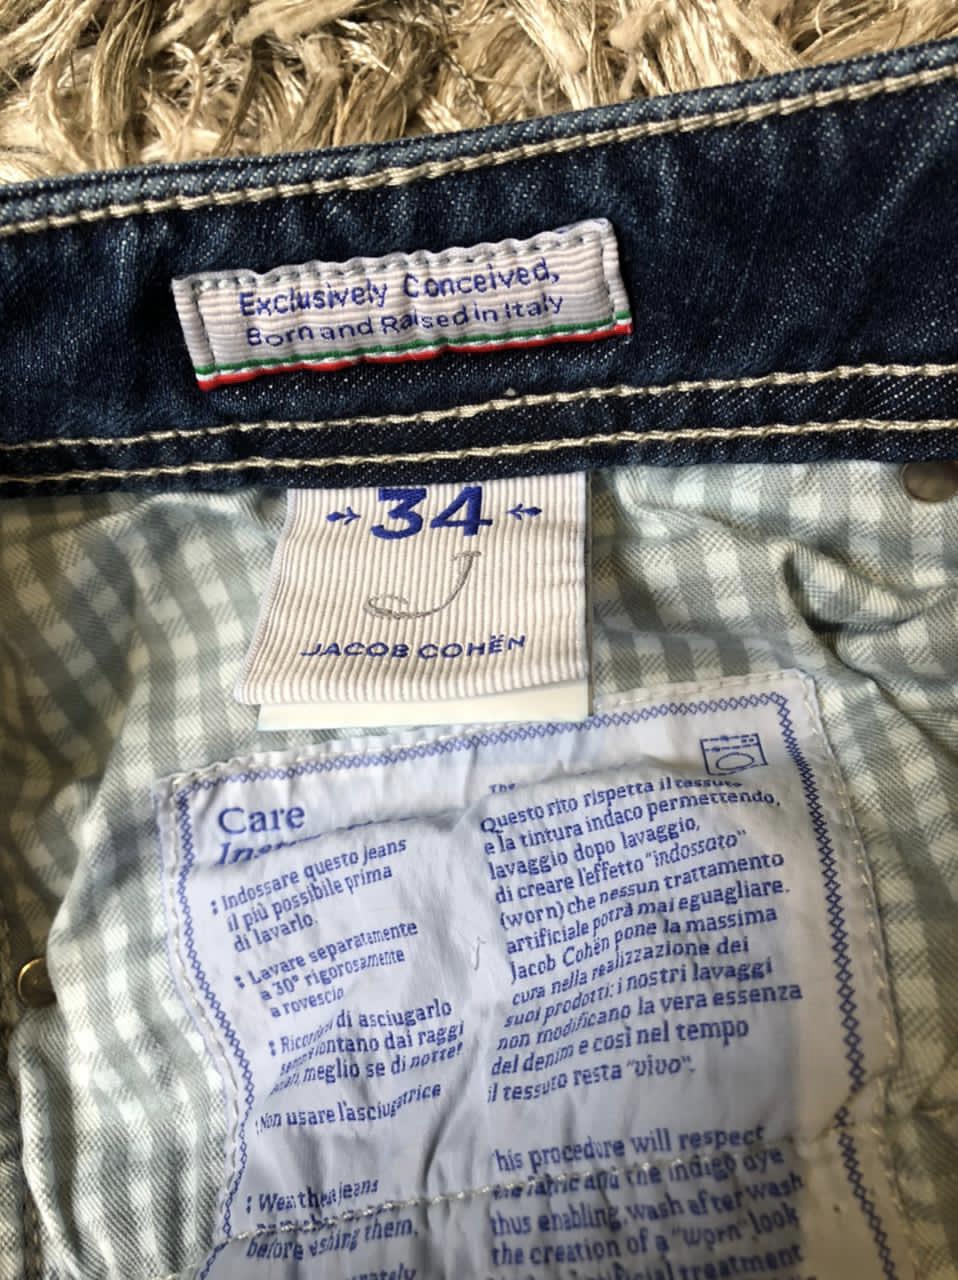 Exclusively Conceived,
Born and Raised in Italy
34
JACOB COHËN
Care
: Indossare questo jeans
il più possibile prima
di lavarlo.
: Lavare separatamente
a 30° rigorosamente
a rovescio
: di asciugarlo
lontano dai raggi
meglio se di notte!
: Non usare l'asciugatrice
: Wear jeans
before them,
The
Questo rito rispetta il tessuto
e la tintura indaco permettendo,
lavaggio dopo lavaggio,
di creare l'effetto "indossato"
(worn) che nessun trattamento
artificiale potrà mai eguagliare.
Jacob Cohën pone la massima
cura nella realizzazione dei
suoi prodotti: i nostri lavaggi
non modificano la vera essenza
del denim e così nel tempo
il tessuto resta "vivo".
his procedure will respect
the fabric and the indigo dye
thus enabling, wash after wash
the creation of a "worn" look
treatment